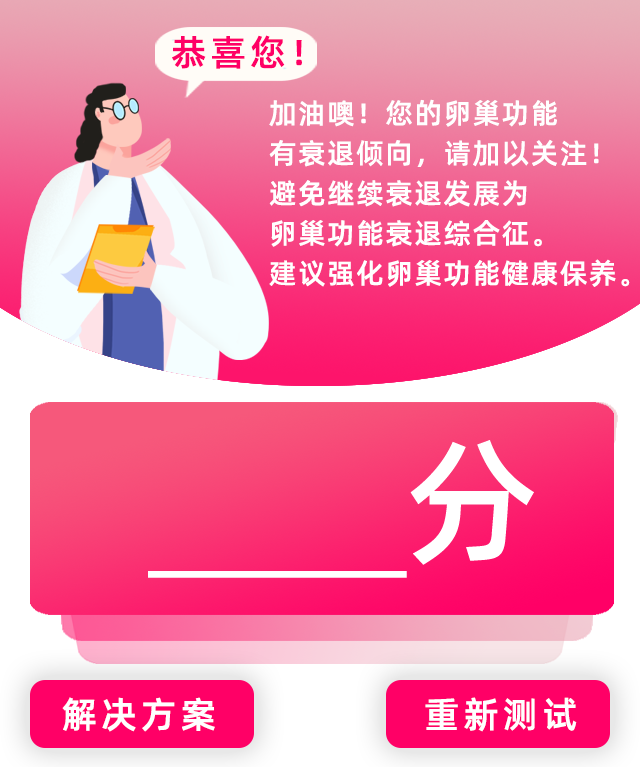 恭喜您！
加油噢！您的卵巢功能
有衰退倾向，请加以关注！
避免继续衰退发展为
卵巢功能衰退综合征。
建议强化卵巢功能健康保养。
____分
解决方案
重新测试